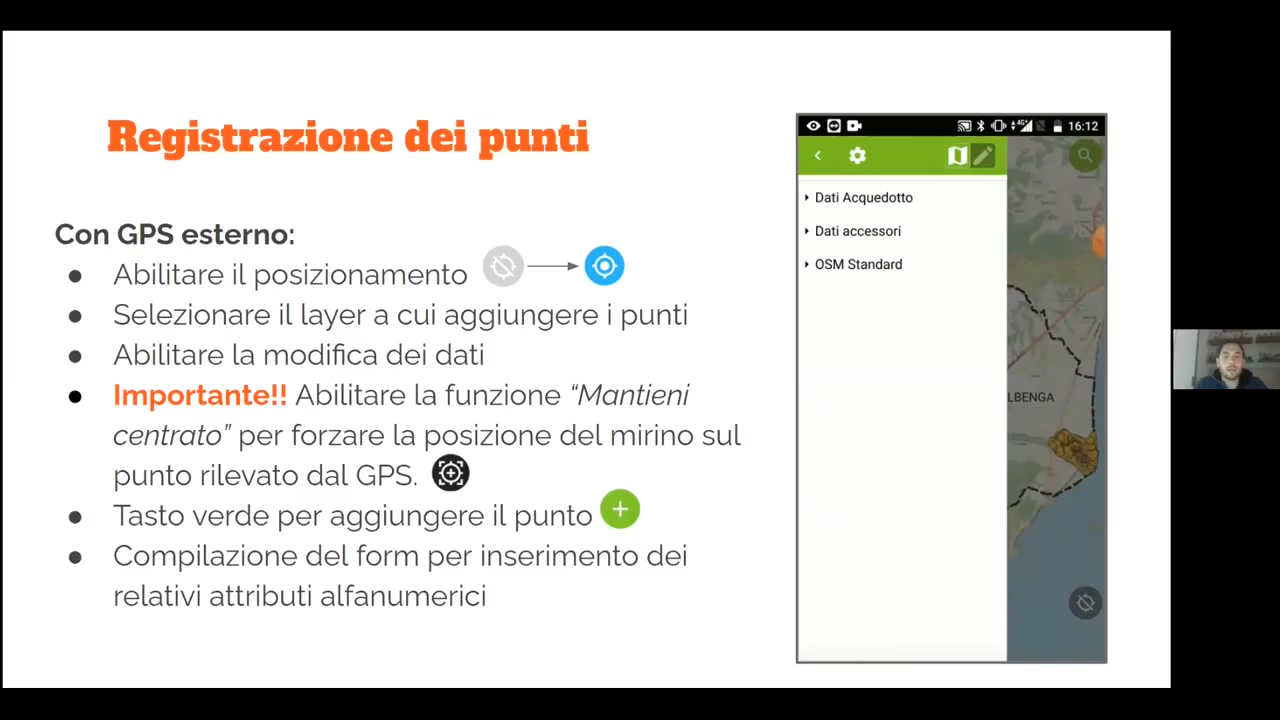 Registrazione dei punti
Con GPS esterno:
● Abilitare il posizionamento
● Selezionare il layer a cui aggiungere i punti
● Abilitare la modifica dei dati
● Importante!! Abilitare la funzione “Mantieni
centrato” per forzare la posizione del mirino sul
punto rilevato dal GPS.
● Tasto verde per aggiungere il punto
● Compilazione del form per inserimento dei
relativi attributi alfanumerici
4G 16:12
Dati Acquedotto
Dati accessori
OSM Standard
LBENGA